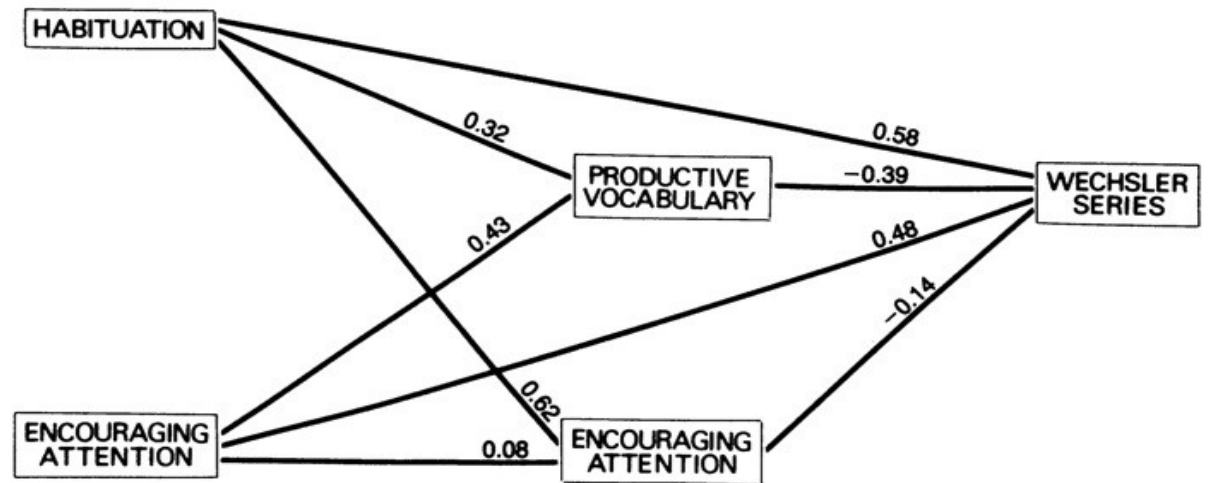 HABITUATION
0.58
0.32
PRODUCTIVE
VOCABULARY
−0.39
WECHSLER
SERIES
0.43
0.48
−0.14
0.62
ENCOURAGING
ATTENTION
0.08
ENCOURAGING
ATTENTION